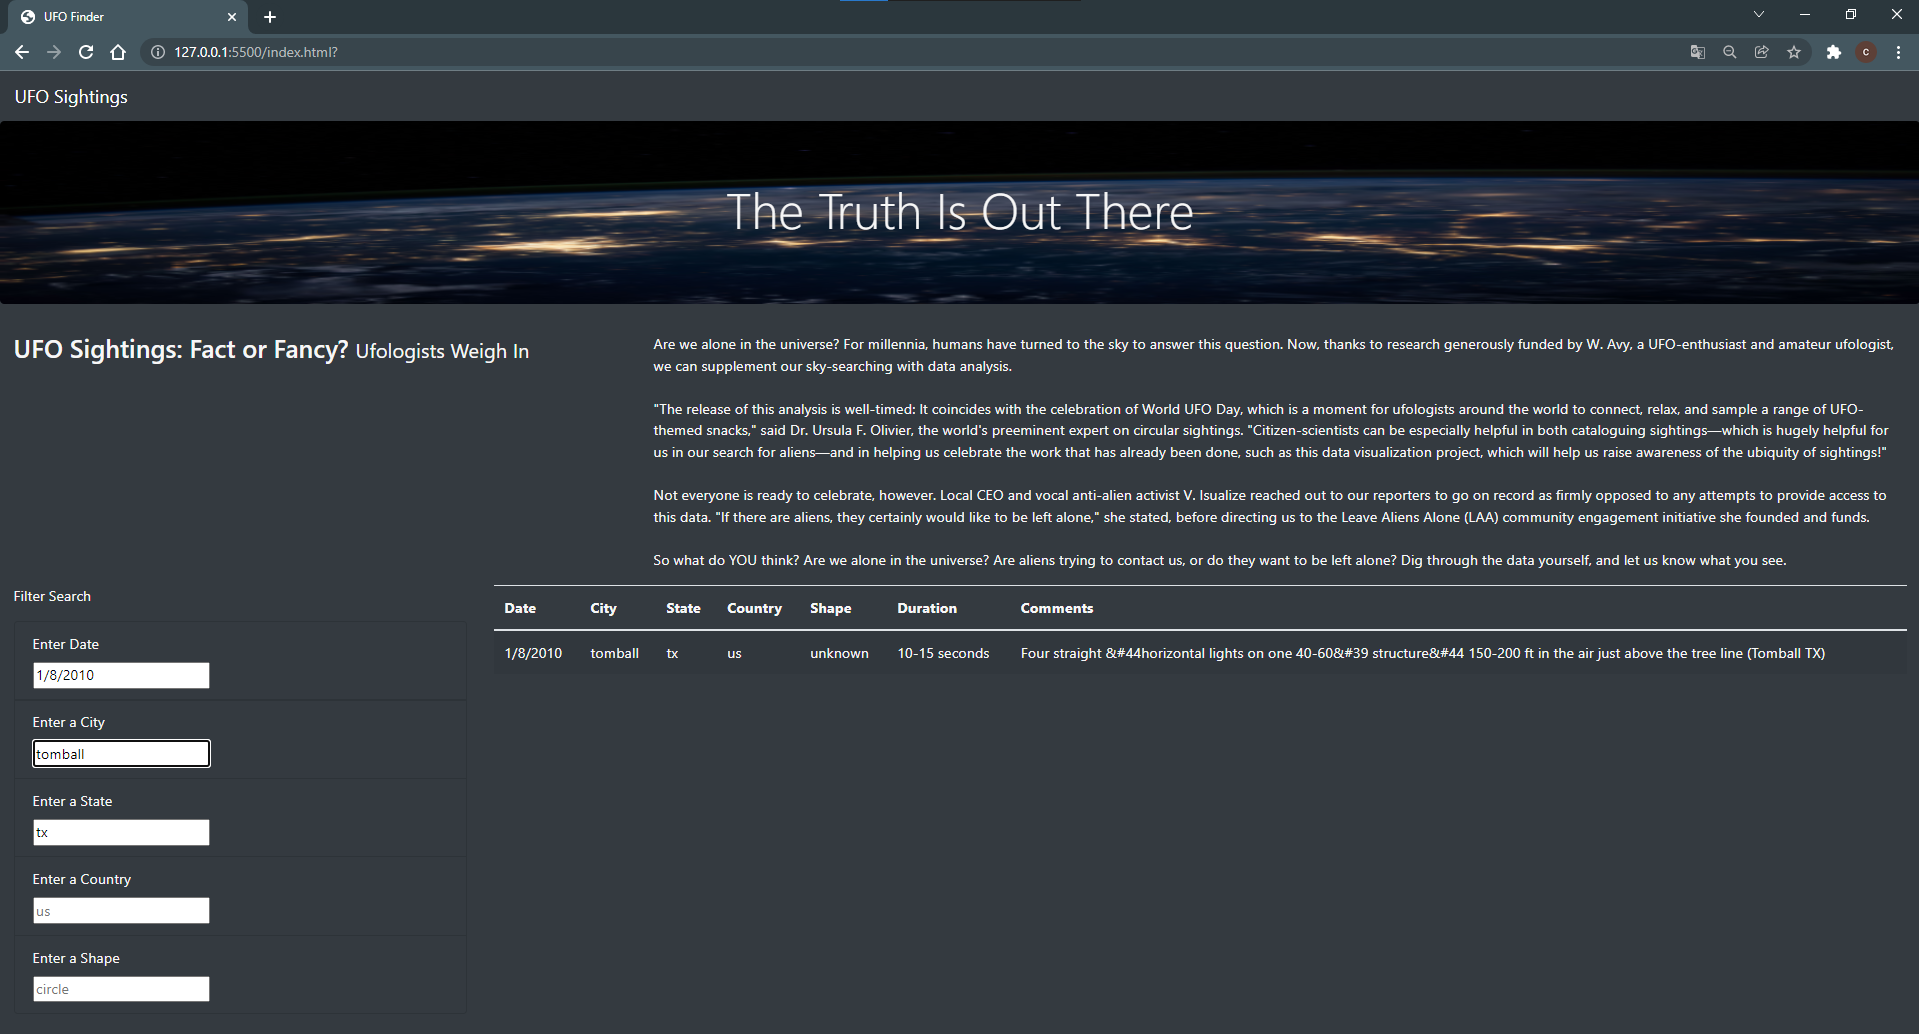 UFO Finder
127.0.0.1:5500/index.html?
C
UFO Sightings
The Truth Is Out There
UFO Sightings: Fact or Fancy? Ufologists Weigh In
Are we alone in the universe? For millennia, humans have turned to the sky to answer this question. Now, thanks to research generously funded by W. Avy, a UFO-enthusiast and amateur ufologist,
we can supplement our sky-searching with data analysis.
"The release of this analysis is well-timed: It coincides with the celebration of World UFO Day, which is a moment for ufologists around the world to connect, relax, and sample a range of UFO-
themed snacks," said Dr. Ursula F. Olivier, the world's preeminent expert on circular sightings. "Citizen-scientists can be especially helpful in both cataloguing sightings—which is hugely helpful for
us in our search for aliens—and in helping us celebrate the work that has already been done, such as this data visualization project, which will help us raise awareness of the ubiquity of sightings!"
Not everyone is ready to celebrate, however. Local CEO and vocal anti-alien activist V. Isualize reached out to our reporters to go on record as firmly opposed to any attempts to provide access to
this data. "If there are aliens, they certainly would like to be left alone," she stated, before directing us to the Leave Aliens Alone (LAA) community engagement initiative she founded and funds.
So what do YOU think? Are we alone in the universe? Are aliens trying to contact us, or do they want to be left alone? Dig through the data yourself, and let us know what you see.
Filter Search
Enter Date
1/8/2010
Enter a City
tomball
Enter a State
tx
Enter a Country
us
Enter a Shape
circle
Date City State Country Shape Duration Comments
1/8/2010 tomball tx us unknown 10-15 seconds Four straight &#44horizontal lights on one 40-60&#39 structure&#44 150-200 ft in the air just above the tree line (Tomball TX)